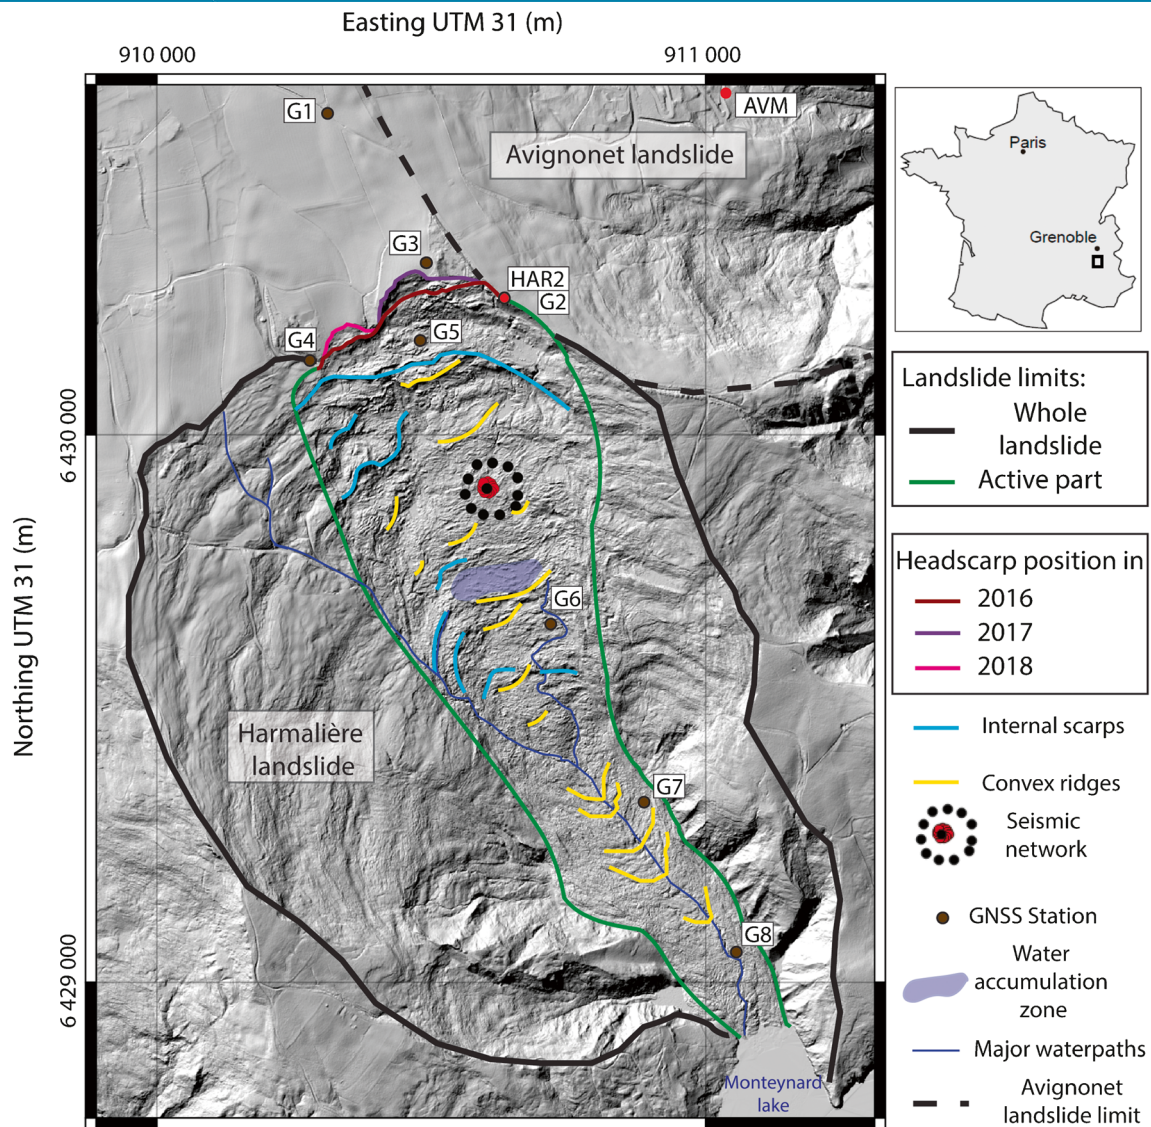 Easting UTM 31 (m)
910 000
911 000
G1
AVM
Avignonet landslide
G3
HAR2
G2
G4
G5
6 430 000
Northing UTM 31 (m)
G6
Harmalière
landslide
G7
G8
6 429 000
Monteynard
lake
Paris
Grenoble
Landslide limits:
Whole
landslide
Active part
Headscarp position in
2016
2017
2018
Internal scarps
Convex ridges
Seismic
network
GNSS Station
Water
accumulation
zone
Major waterpaths
Avignonet
landslide limit